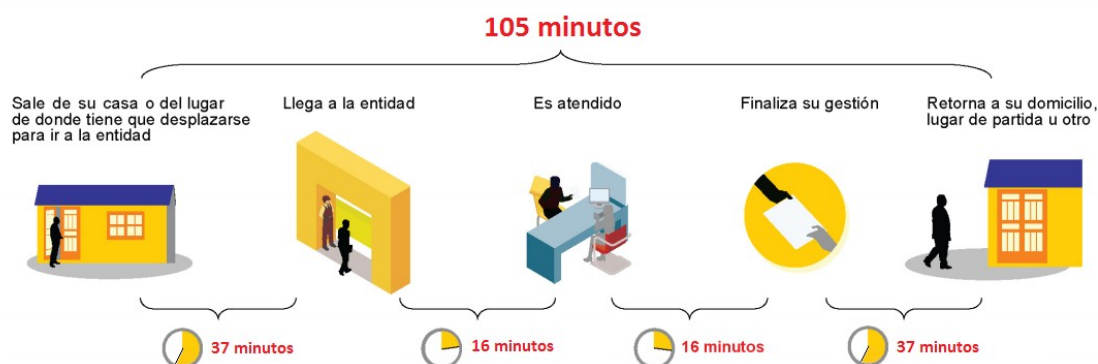 105 minutos
Sale de su casa o del lugar
de donde tiene que desplazarse
para ir a la entidad
Llega a la entidad
Es atendido
Finaliza su gestión
Retorna a su domicilio,
lugar de partida u otro
37 minutos
16 minutos
16 minutos
37 minutos